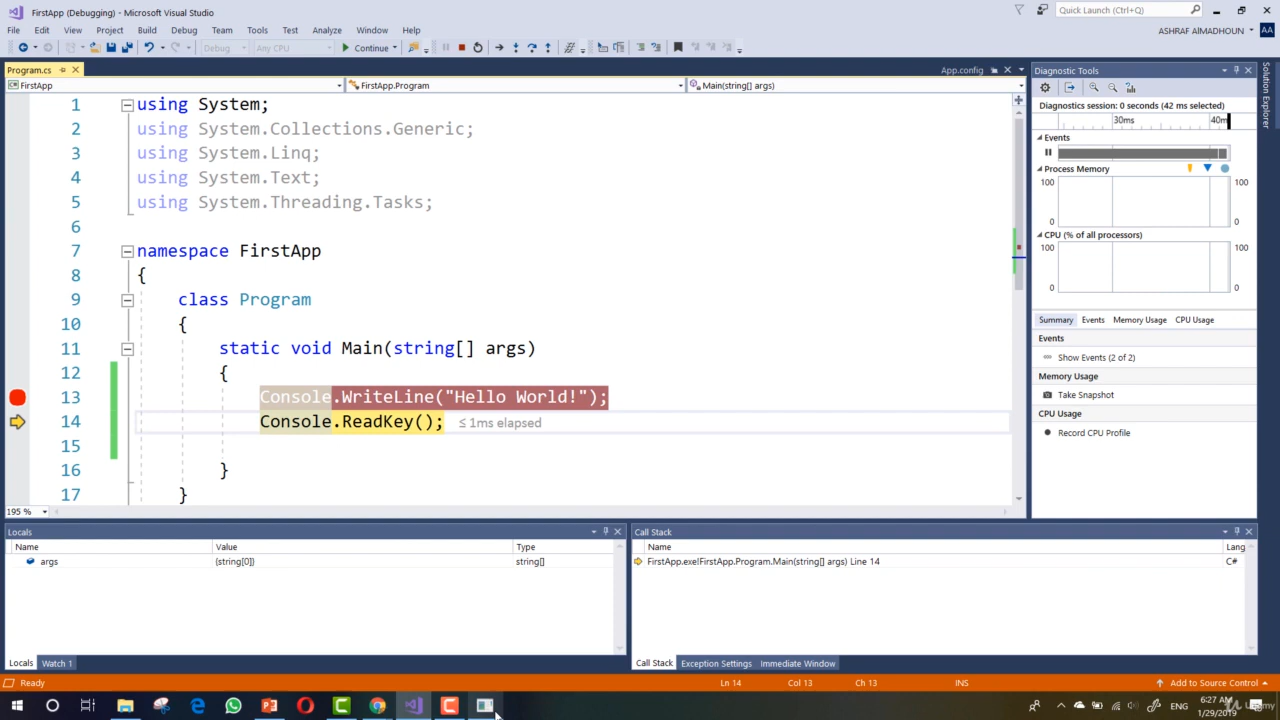 FirstApp (Debugging) - Microsoft Visual Studio
Quick Launch (Ctrl+Q)
File Edit View Project Build Debug Team Tools Test Analyze Window Help
ASHRAF AlMADHOUN AA
Debug Any CPU Continue
Program.cs
App.config
FirstApp FirstApp.Program Main(string[] args)
1 using System;
2 using System.Collections.Generic;
3 using System.Linq;
4 using System.Text;
5 using System.Threading.Tasks;
6
7 namespace FirstApp
8 {
9 class Program
10 {
11 static void Main(string[] args)
12 {
13 Console.WriteLine("Hello World!");
14 Console.ReadKey(); ≤ 1ms elapsed
15
16 }
17 }
195 %
Diagnostic Tools
Diagnostics session: 0 seconds (42 ms selected)
30ms 40m
Events
Process Memory
100 100
0 0
CPU (% of all processors)
100 100
0 0
Summary Events Memory Usage CPU Usage
Events
Show Events (2 of 2)
Memory Usage
Take Snapshot
CPU Usage
Record CPU Profile
Solution Explorer
Locals
Name Value Type
args {string[0]} string[]
Locals Watch 1
Call Stack
Name Lang
FirstApp.exe!FirstApp.Program.Main(string[] args) Line 14 C#
Call Stack Exception Settings Immediate Window
Ready Ln 14 Col 13 Ch 13 INS Add to Source Control
ENG
6:27 AM
1/29/2019
Udemy